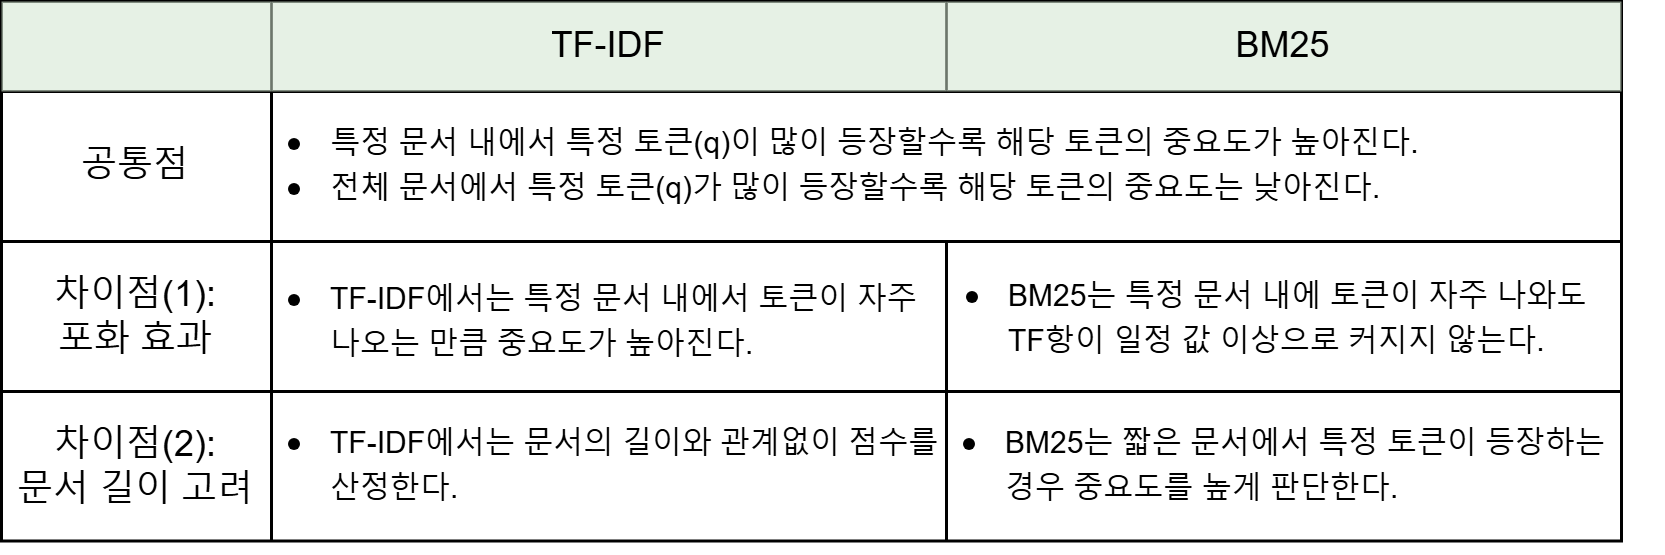 TF-IDF
BM25
공통점
● 특정 문서 내에서 특정 토큰(q)이 많이 등장할수록 해당 토큰의 중요도가 높아진다.
● 전체 문서에서 특정 토큰(q)가 많이 등장할수록 해당 토큰의 중요도는 낮아진다.
차이점(1):
포화 효과
● TF-IDF에서는 특정 문서 내에서 토큰이 자주
나오는 만큼 중요도가 높아진다.
● BM25는 특정 문서 내에 토큰이 자주 나와도
TF항이 일정 값 이상으로 커지지 않는다.
차이점(2):
문서 길이 고려
● TF-IDF에서는 문서의 길이와 관계없이 점수를
산정한다.
● BM25는 짧은 문서에서 특정 토큰이 등장하는
경우 중요도를 높게 판단한다.